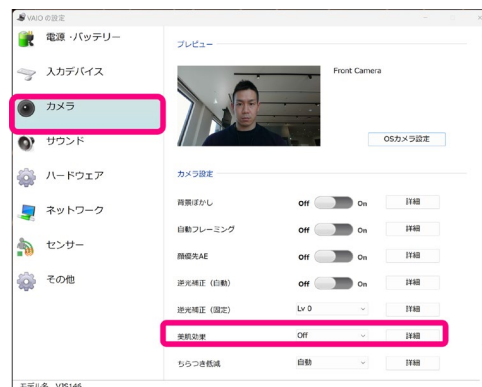 VAIO の設定
電源・バッテリー
入力デバイス
カメラ
サウンド
ハードウェア
ネットワーク
センサー
その他
プレビュー
Front Camera
OSカメラ設定
カメラ設定
背景ぼかし Off On 詳細
自動フレーミング Off On 詳細
顔優先AE Off On 詳細
逆光補正（自動） Off On 詳細
逆光補正（固定） Lv 0 詳細
美肌効果 Off 詳細
ちらつき低減 自動 詳細
モデル名 VJS146